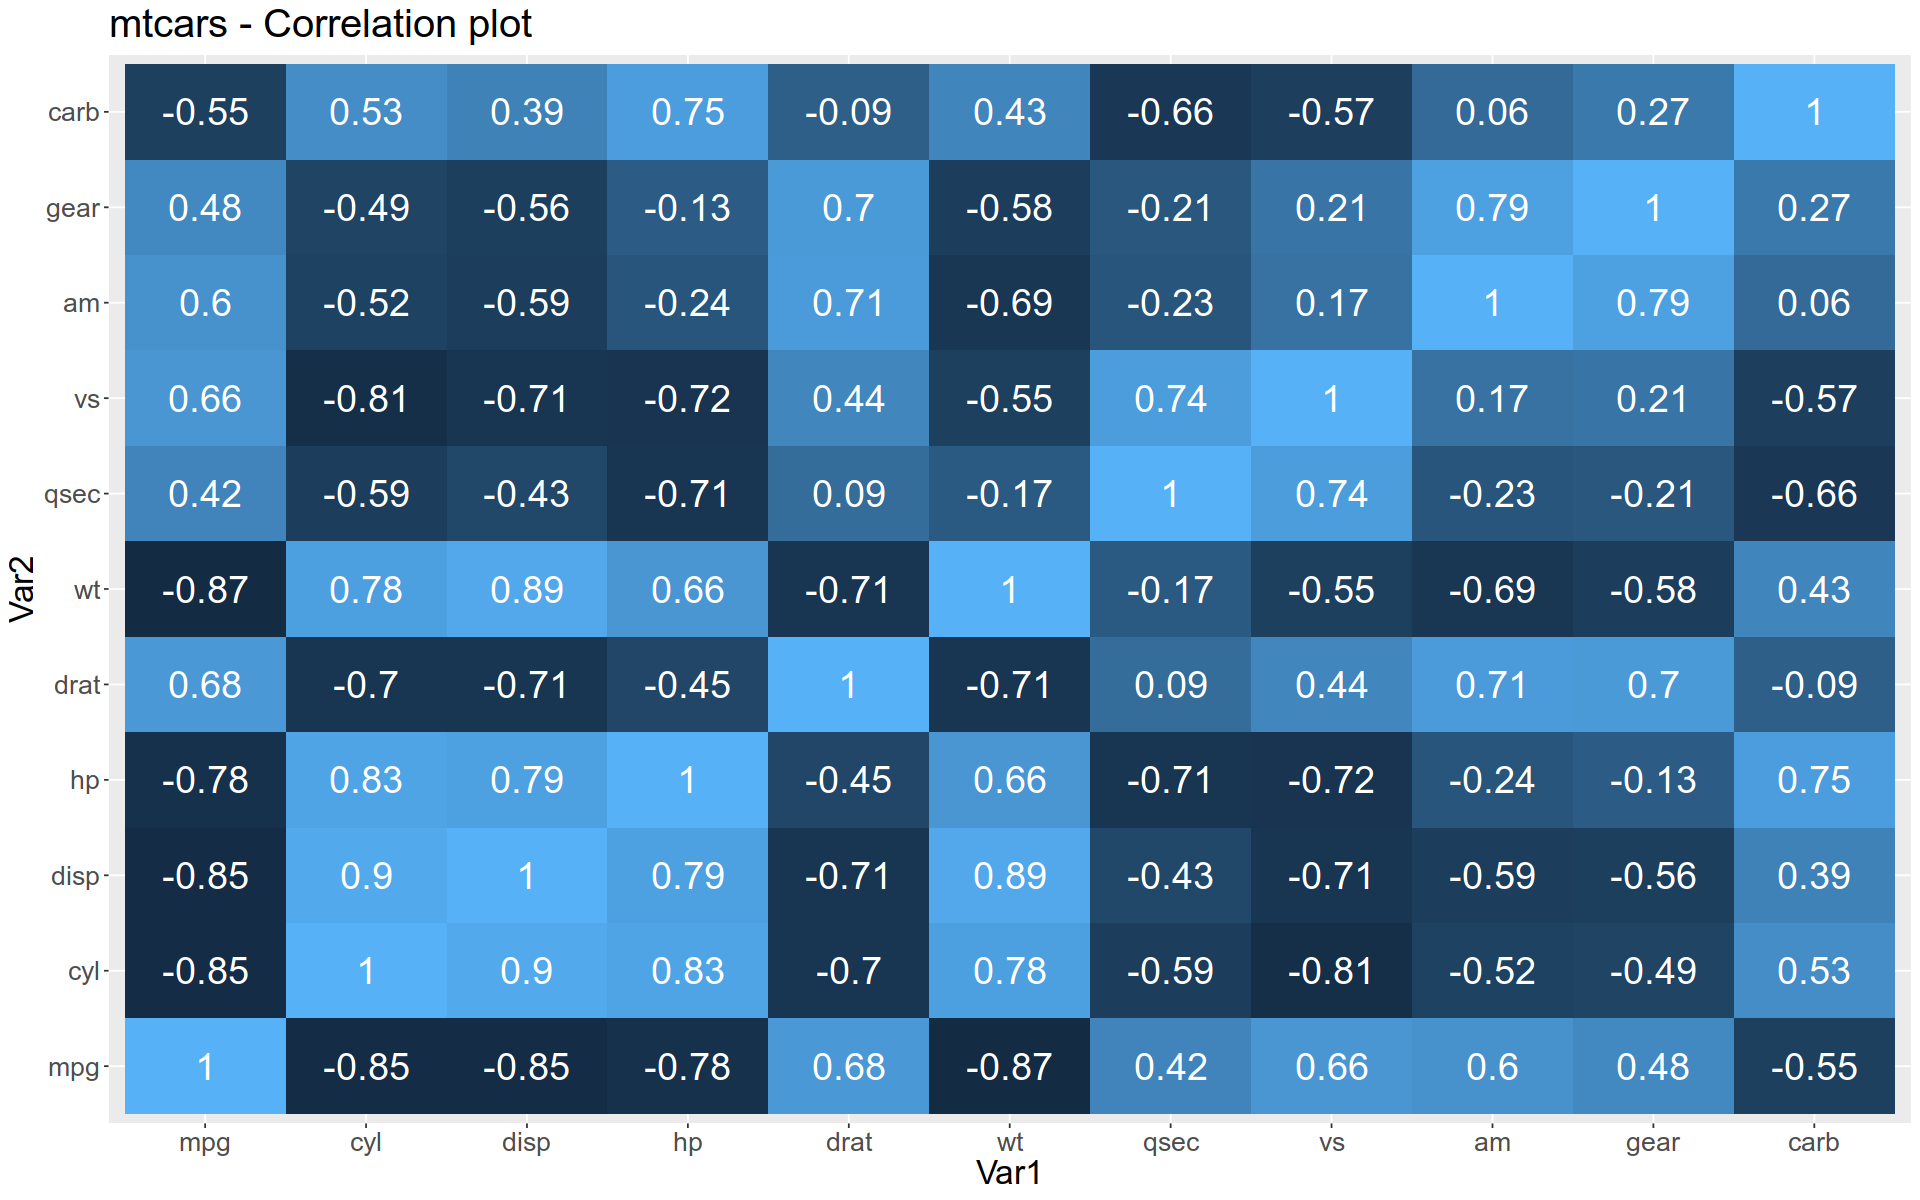 mtcars - Correlation plot
Var2
carb -0.55 0.53 0.39 0.75 -0.09 0.43 -0.66 -0.57 0.06 0.27 1
gear 0.48 -0.49 -0.56 -0.13 0.7 -0.58 -0.21 0.21 0.79 1 0.27
am 0.6 -0.52 -0.59 -0.24 0.71 -0.69 -0.23 0.17 1 0.79 0.06
vs 0.66 -0.81 -0.71 -0.72 0.44 -0.55 0.74 1 0.17 0.21 -0.57
qsec 0.42 -0.59 -0.43 -0.71 0.09 -0.17 1 0.74 -0.23 -0.21 -0.66
wt -0.87 0.78 0.89 0.66 -0.71 1 -0.17 -0.55 -0.69 -0.58 0.43
drat 0.68 -0.7 -0.71 -0.45 1 -0.71 0.09 0.44 0.71 0.7 -0.09
hp -0.78 0.83 0.79 1 -0.45 0.66 -0.71 -0.72 -0.24 -0.13 0.75
disp -0.85 0.9 1 0.79 -0.71 0.89 -0.43 -0.71 -0.59 -0.56 0.39
cyl -0.85 1 0.9 0.83 -0.7 0.78 -0.59 -0.81 -0.52 -0.49 0.53
mpg 1 -0.85 -0.85 -0.78 0.68 -0.87 0.42 0.66 0.6 0.48 -0.55
mpg cyl disp hp drat wt qsec vs am gear carb
Var1